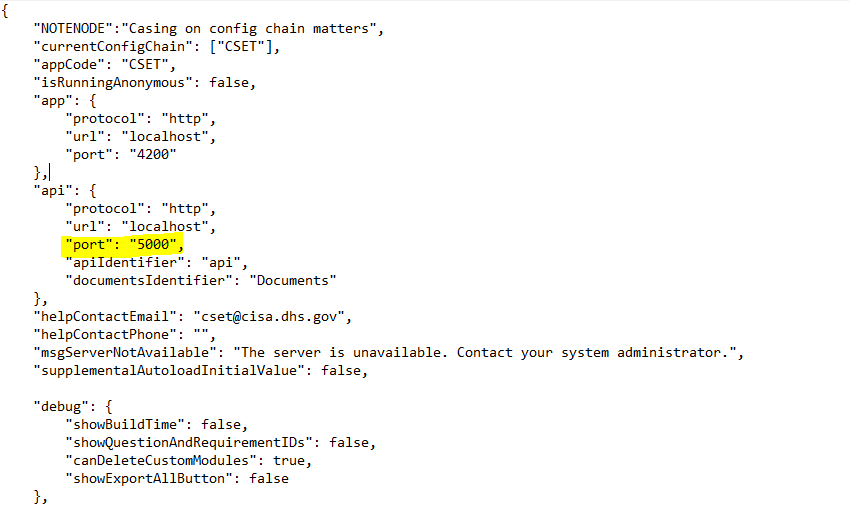 {
"NOTENODE":"Casing on config chain matters",
"currentConfigChain": ["CSET"],
"appCode": "CSET",
"isRunningAnonymous": false,
"app": {
"protocol": "http",
"url": "localhost",
"port": "4200"
},
"api": {
"protocol": "http",
"url": "localhost",
"port": "5000",
"apiIdentifier": "api",
"documentsIdentifier": "Documents"
},
"helpContactEmail": "cset@cisa.dhs.gov",
"helpContactPhone": "",
"msgServerNotAvailable": "The server is unavailable. Contact your system administrator.",
"supplementalAutoloadInitialValue": false,
"debug": {
"showBuildTime": false,
"showQuestionAndRequirementIDs": false,
"canDeleteCustomModules": true,
"showExportAllButton": false
},